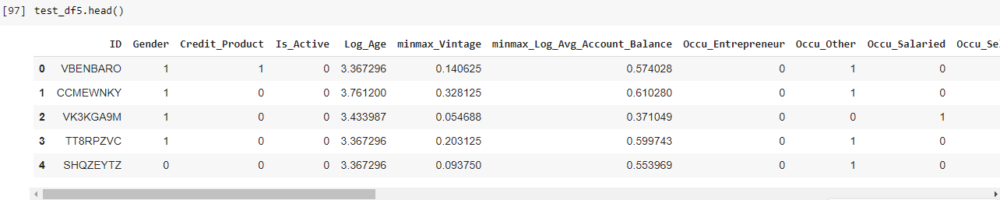 [97] test_df5.head()
ID Gender Credit_Product Is_Active Log_Age minmax_Vintage minmax_Log_Avg_Account_Balance Occu_Entrepreneur Occu_Other Occu_Salaried Occu_Sel
0 VBENBARO 1 1 0 3.367296 0.140625 0.574028 0 1 0
1 CCMEWNKY 1 0 0 3.761200 0.328125 0.610280 0 1 0
2 VK3KGA9M 1 0 0 3.433987 0.054688 0.371049 0 0 1
3 TT8RPZVC 1 0 0 3.367296 0.203125 0.599743 0 1 0
4 SHQZEYTZ 0 0 0 3.367296 0.093750 0.553969 0 1 0